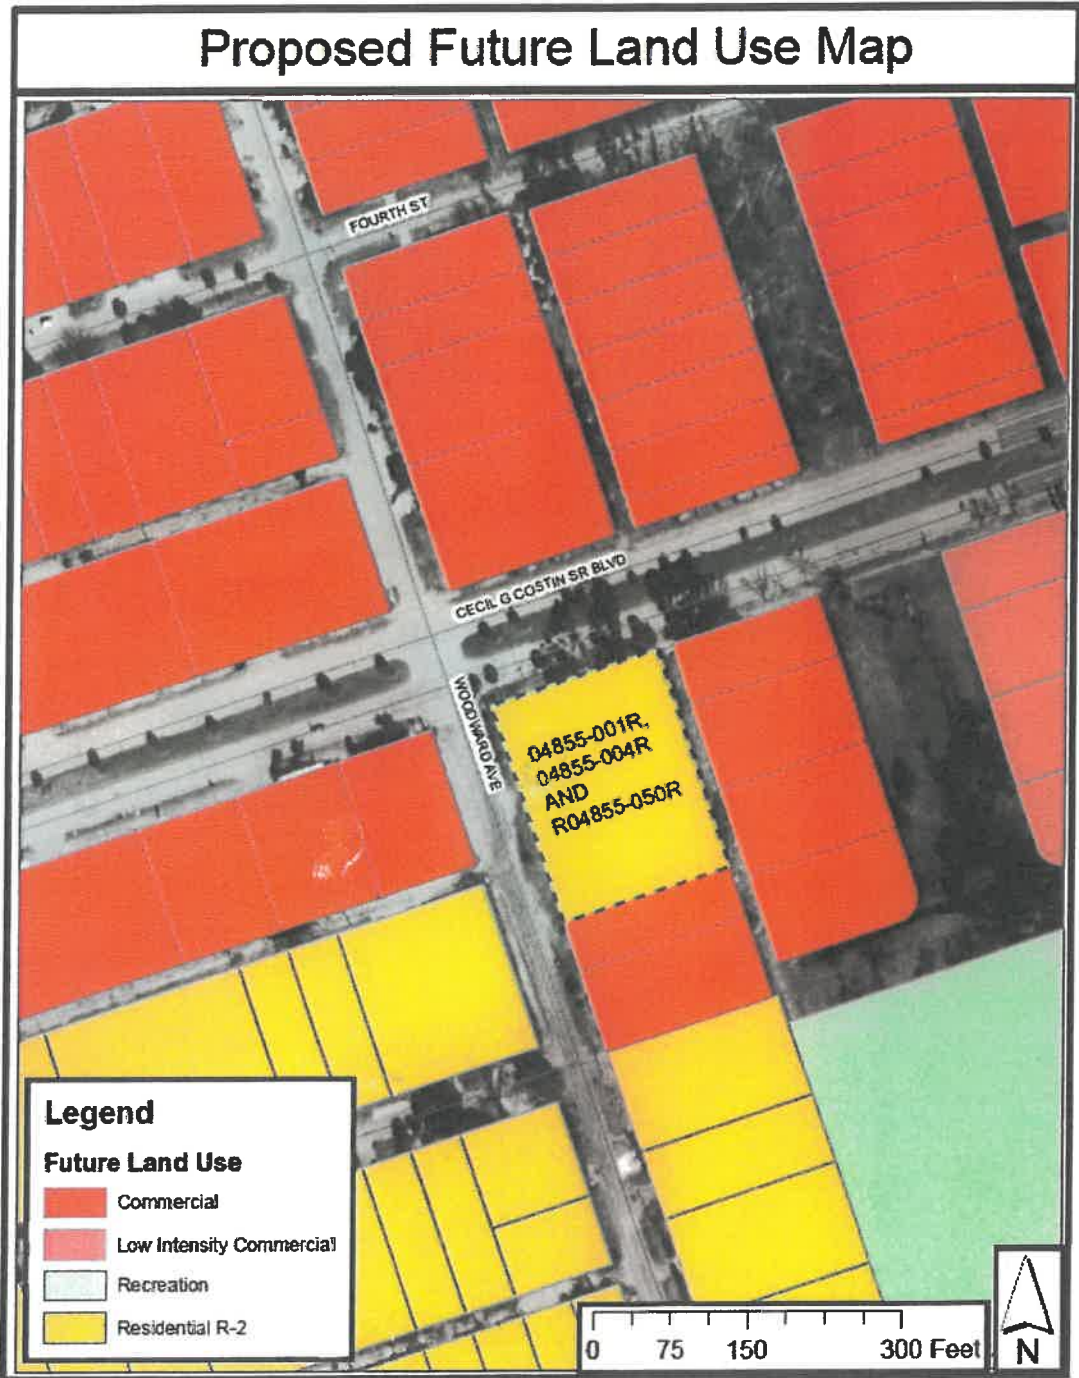 Proposed Future Land Use Map
FOURTH ST
CECIL G COSTIN SR BLVD
WOODWARD AVE
04855-001R,
04855-004R
AND
R04855-050R
Legend
Future Land Use
Commercial
Low Intensity Commercial
Recreation
Residential R-2
0 75 150 300 Feet
N